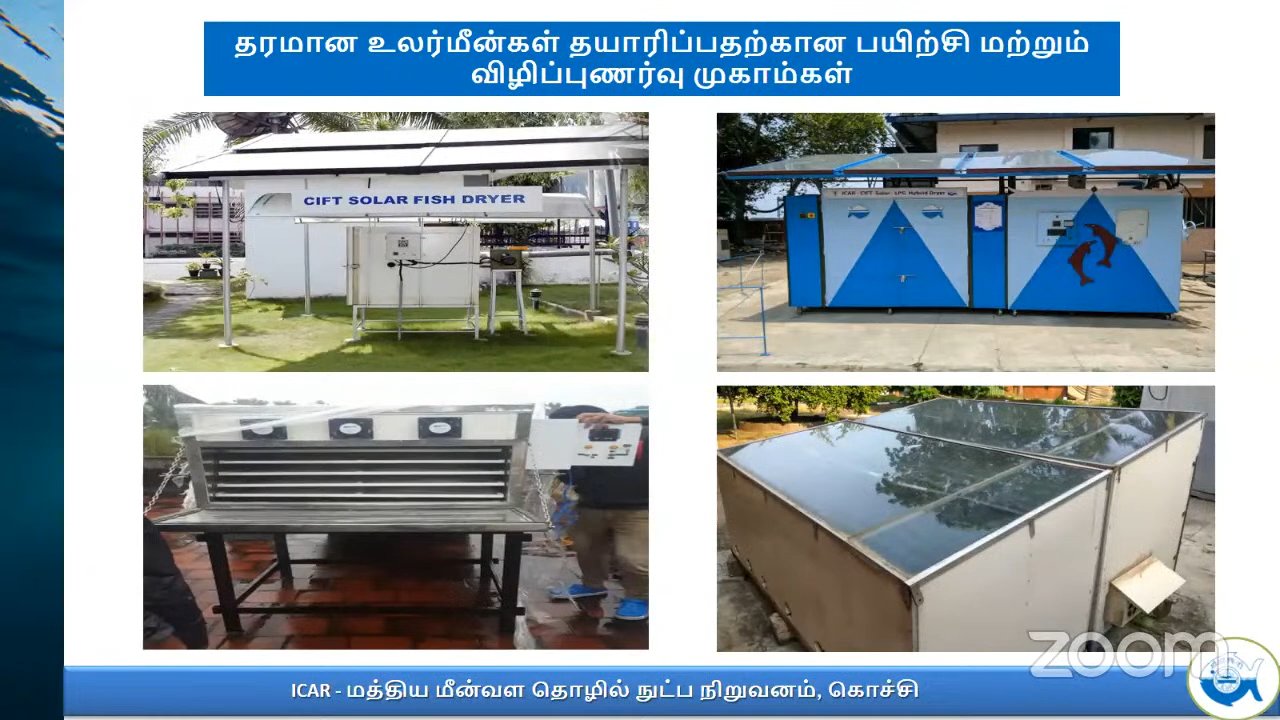 தரமான உலர்மீன்கள் தயாரிப்பதற்கான பயிற்சி மற்றும்
விழிப்புணர்வு முகாம்கள்
CIFT SOLAR FISH DRYER
ICAR - CIFT Solar - LPG Hybrid Dryer
ICAR - மத்திய மீன்வள தொழில் நுட்ப நிறுவனம், கொச்சி
zoom